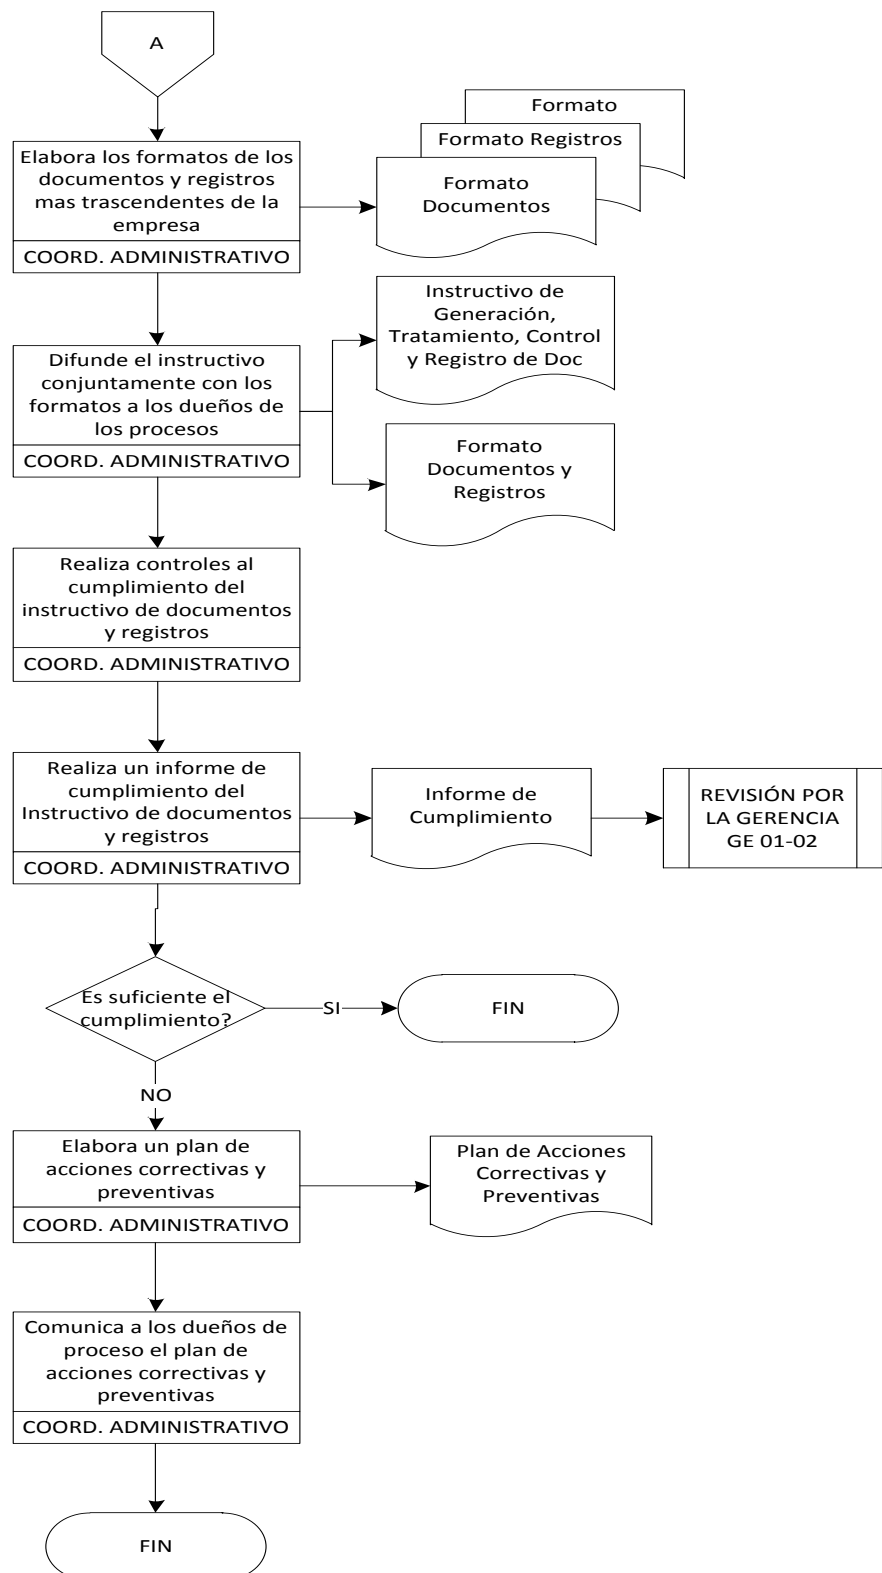 A
Elabora los formatos de los
documentos y registros
mas trascendentes de la
empresa
COORD. ADMINISTRATIVO
Formato
Formato Registros
Formato
Documentos
Difunde el instructivo
conjuntamente con los
formatos a los dueños de
los procesos
COORD. ADMINISTRATIVO
Instructivo de
Generación,
Tratamiento, Control
y Registro de Doc
Formato
Documentos y
Registros
Realiza controles al
cumplimiento del
instructivo de documentos
y registros
COORD. ADMINISTRATIVO
Realiza un informe de
cumplimiento del
Instructivo de documentos
y registros
COORD. ADMINISTRATIVO
Informe de
Cumplimiento
REVISIÓN POR
LA GERENCIA
GE 01-02
Es suficiente el
cumplimiento?
SI
FIN
NO
Elabora un plan de
acciones correctivas y
preventivas
COORD. ADMINISTRATIVO
Plan de Acciones
Correctivas y
Preventivas
Comunica a los dueños de
proceso el plan de
acciones correctivas y
preventivas
COORD. ADMINISTRATIVO
FIN